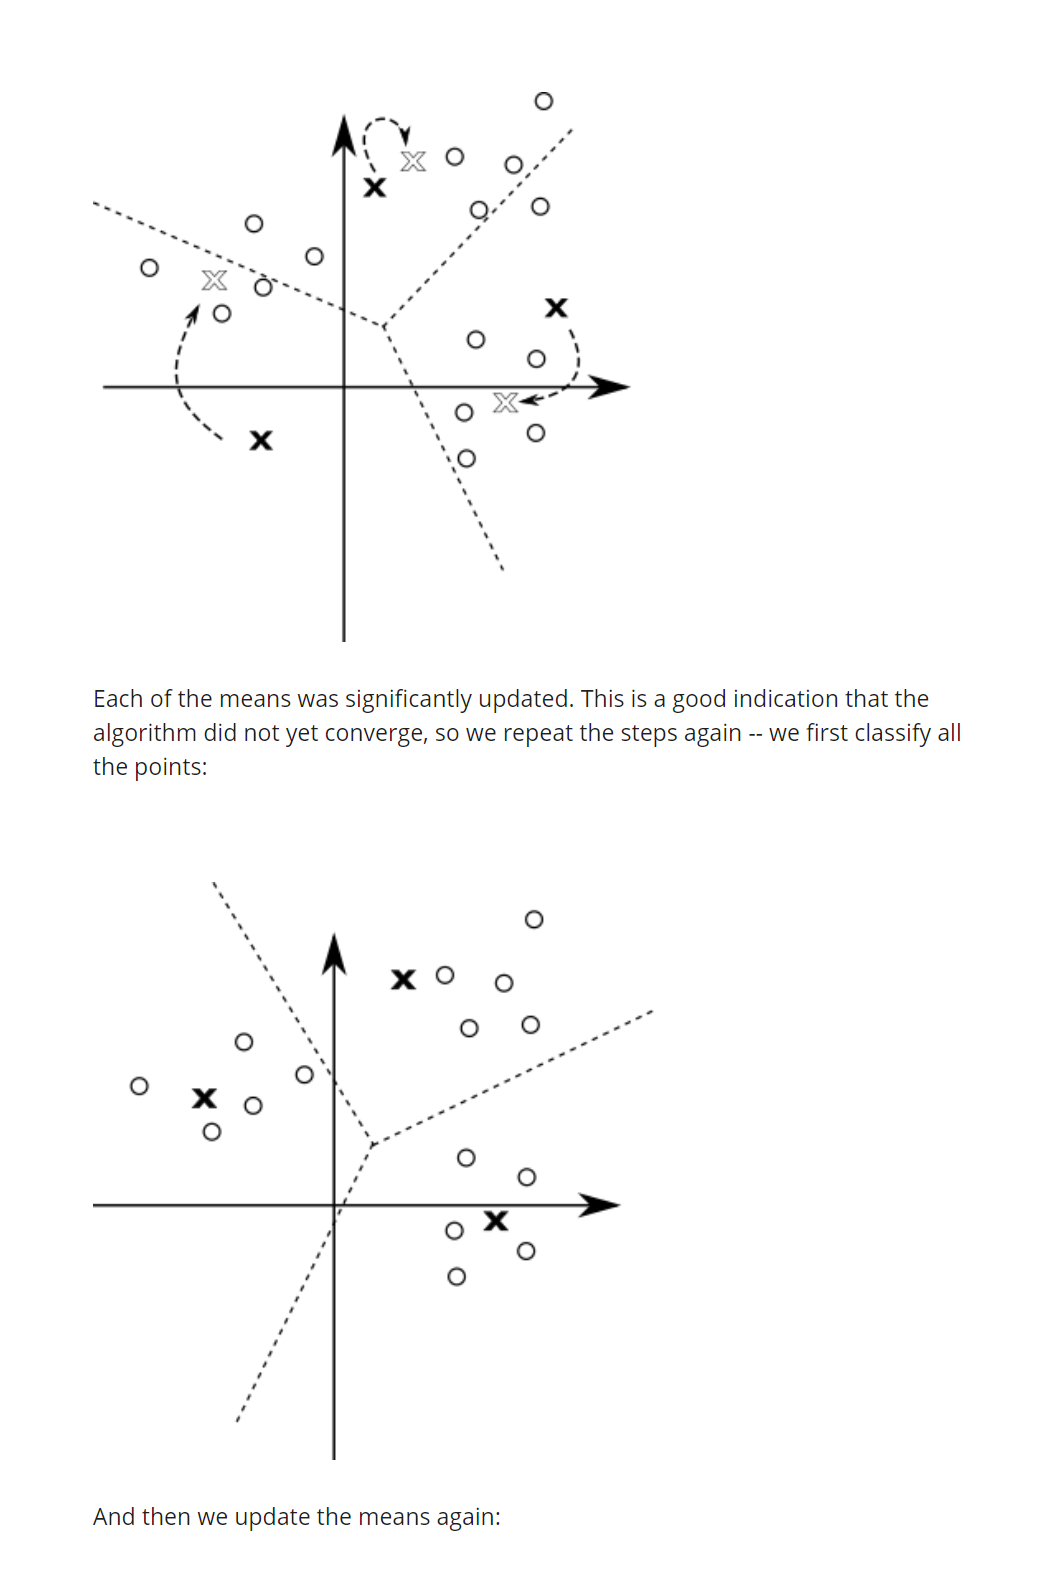 Each of the means was significantly updated. This is a good indication that the
algorithm did not yet converge, so we repeat the steps again -- we first classify all
the points:
And then we update the means again: